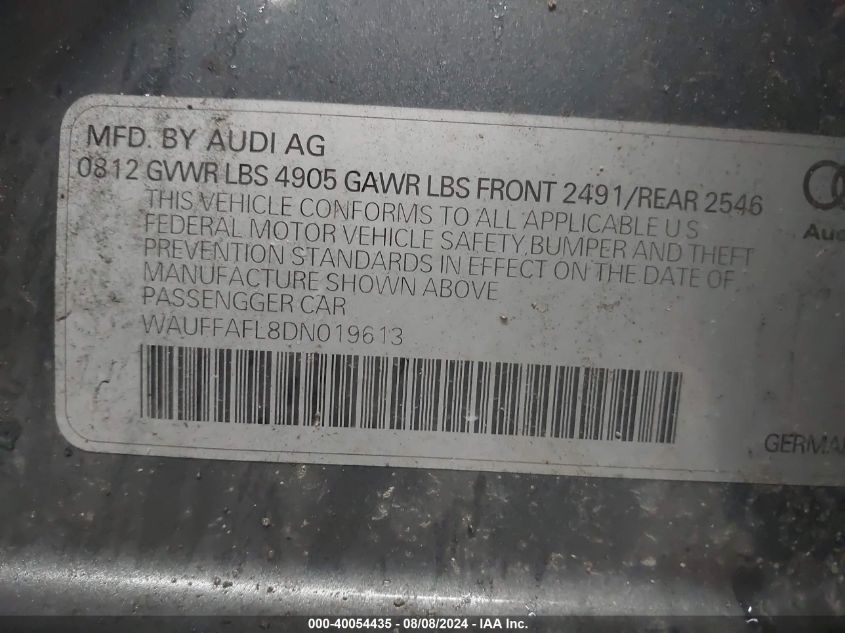 MFD. BY AUDI AG
0812 GVWR LBS 4905 GAWR LBS FRONT 2491/REAR 2546
THIS VEHICLE CONFORMS TO ALL APPLICABLE U S
FEDERAL MOTOR VEHICLE SAFETY,BUMPER AND THEFT
PREVENTION STANDARDS IN EFFECT ON THE DATE OF
MANUFACTURE SHOWN ABOVE
PASSENGGER CAR
WAUFFAFL8DN019613
000-40054435 - 08/08/2024 - IAA Inc.